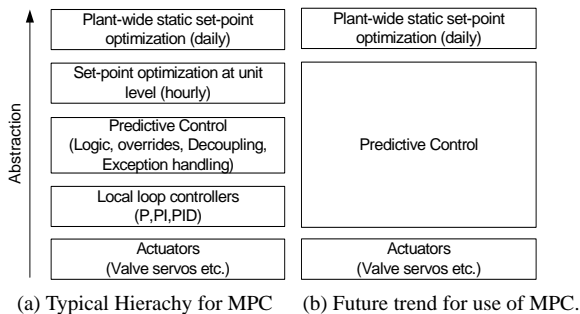 Abstraction
Plant-wide static set-point
optimization (daily)
Set-point optimization at unit
level (hourly)
Predictive Control
(Logic, overrides, Decoupling,
Exception handling)
Local loop controllers
(P,PI,PID)
Actuators
(Valve servos etc.)
(a) Typical Hierachy for MPC
Plant-wide static set-point
optimization (daily)
Predictive Control
Actuators
(Valve servos etc.)
(b) Future trend for use of MPC.